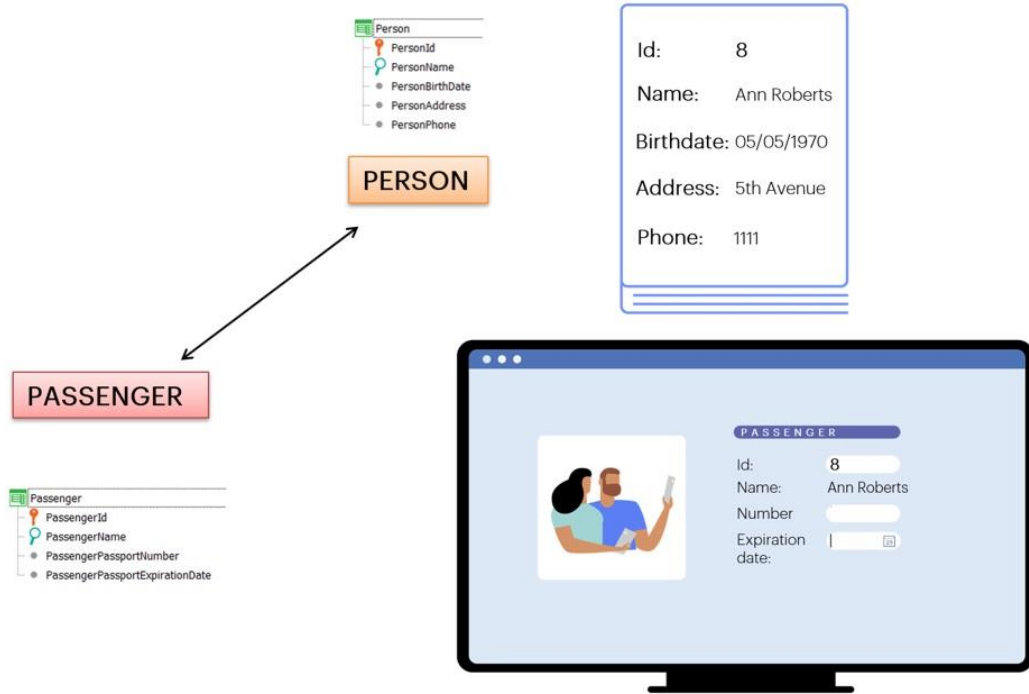 Person
PersonId
PersonName
PersonBirthDate
PersonAddress
PersonPhone
PERSON
Id: 8
Name: Ann Roberts
Birthdate: 05/05/1970
Address: 5th Avenue
Phone: 1111
PASSENGER
Passenger
PassengerId
PassengerName
PassengerPassportNumber
PassengerPassportExpirationDate
PASSENGER
Id: 8
Name: Ann Roberts
Number
Expiration
date: